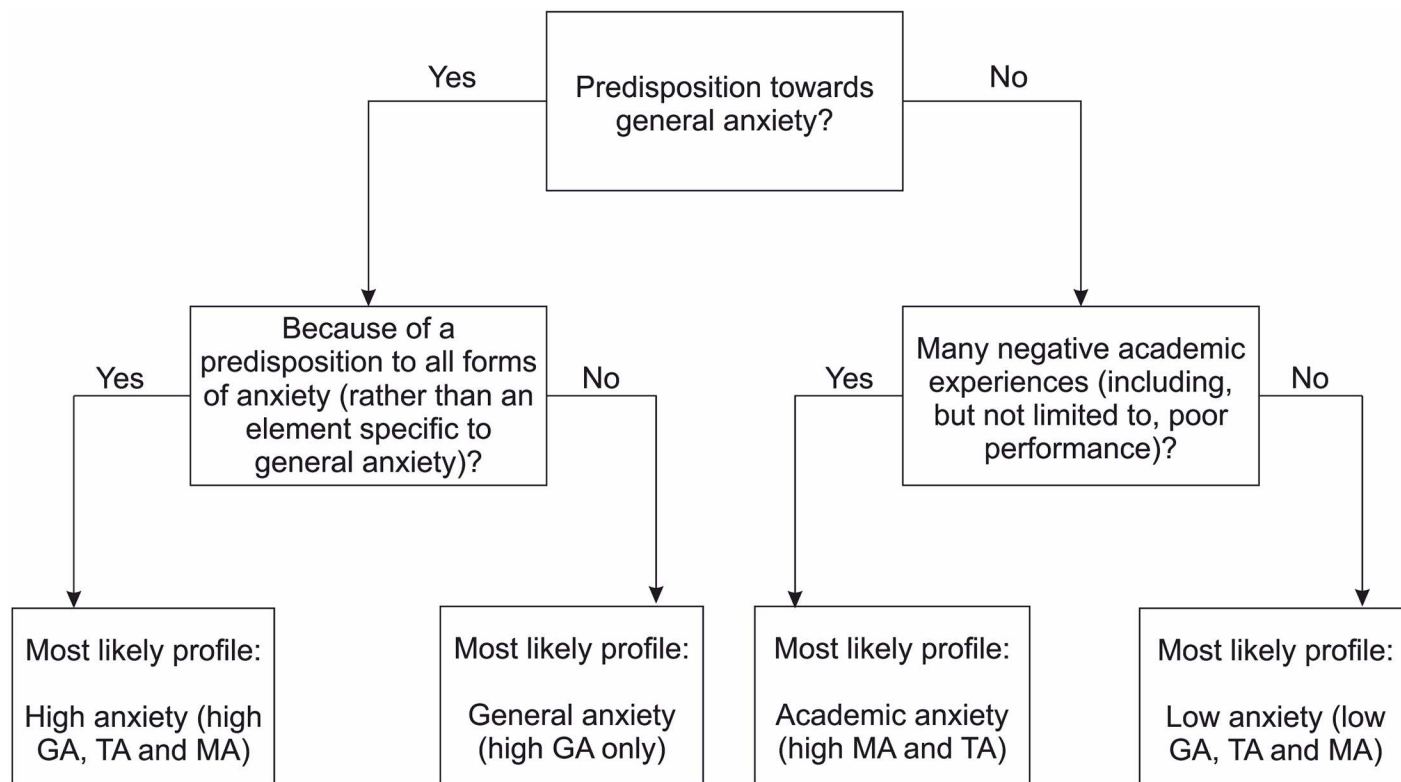 Predisposition towards
general anxiety?
Yes
No
Because of a
predisposition to all forms
of anxiety (rather than an
element specific to
general anxiety)?
Many negative academic
experiences (including,
but not limited to, poor
performance)?
Yes
No
Yes
No
Most likely profile:
High anxiety (high
GA, TA and MA)
Most likely profile:
General anxiety
(high GA only)
Most likely profile:
Academic anxiety
(high MA and TA)
Most likely profile:
Low anxiety (low
GA, TA and MA)